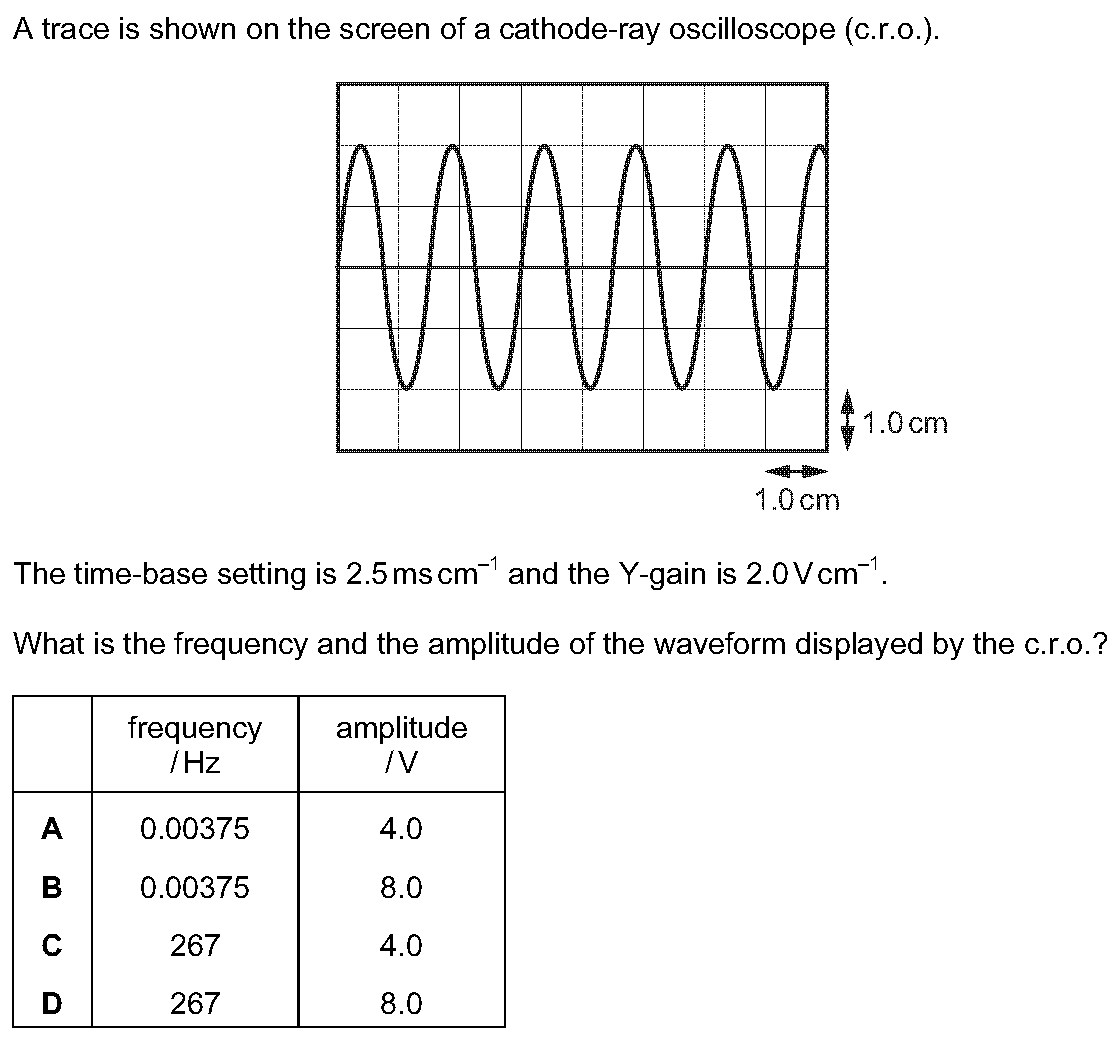 A trace is shown on the screen of a cathode-ray oscilloscope (c.r.o.).
1.0 cm
1.0 cm
The time-base setting is 2.5 ms cm⁻¹ and the Y-gain is 2.0 V cm⁻¹.
What is the frequency and the amplitude of the waveform displayed by the c.r.o.?
frequency / Hz amplitude / V
A 0.00375 4.0
B 0.00375 8.0
C 267 4.0
D 267 8.0